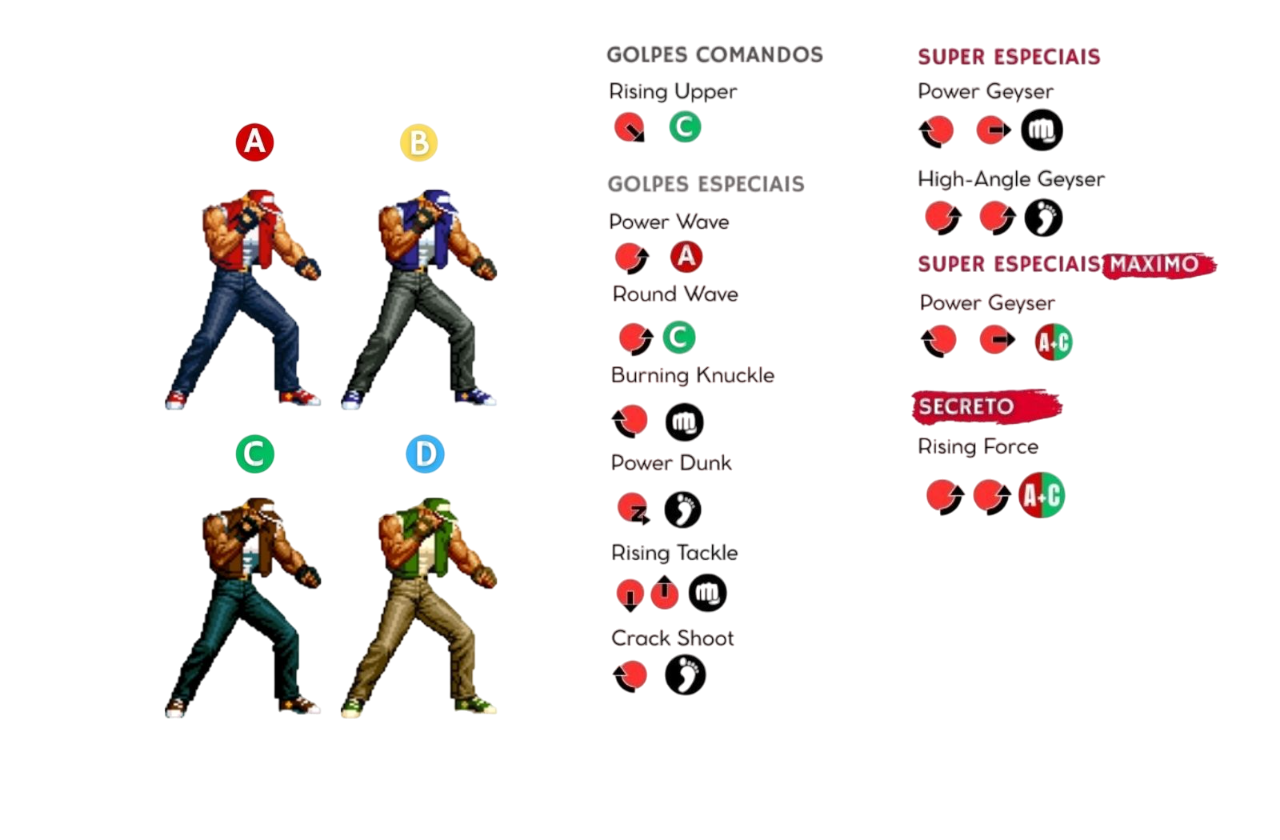 A
B
C
D
GOLPES COMANDOS
Rising Upper
C
GOLPES ESPECIAIS
Power Wave
A
Round Wave
C
Burning Knuckle
Power Dunk
Z
Rising Tackle
Crack Shoot
SUPER ESPECIAIS
Power Geyser
High-Angle Geyser
SUPER ESPECIAIS MAXIMO
Power Geyser
A+C
SECRETO
Rising Force
A+C